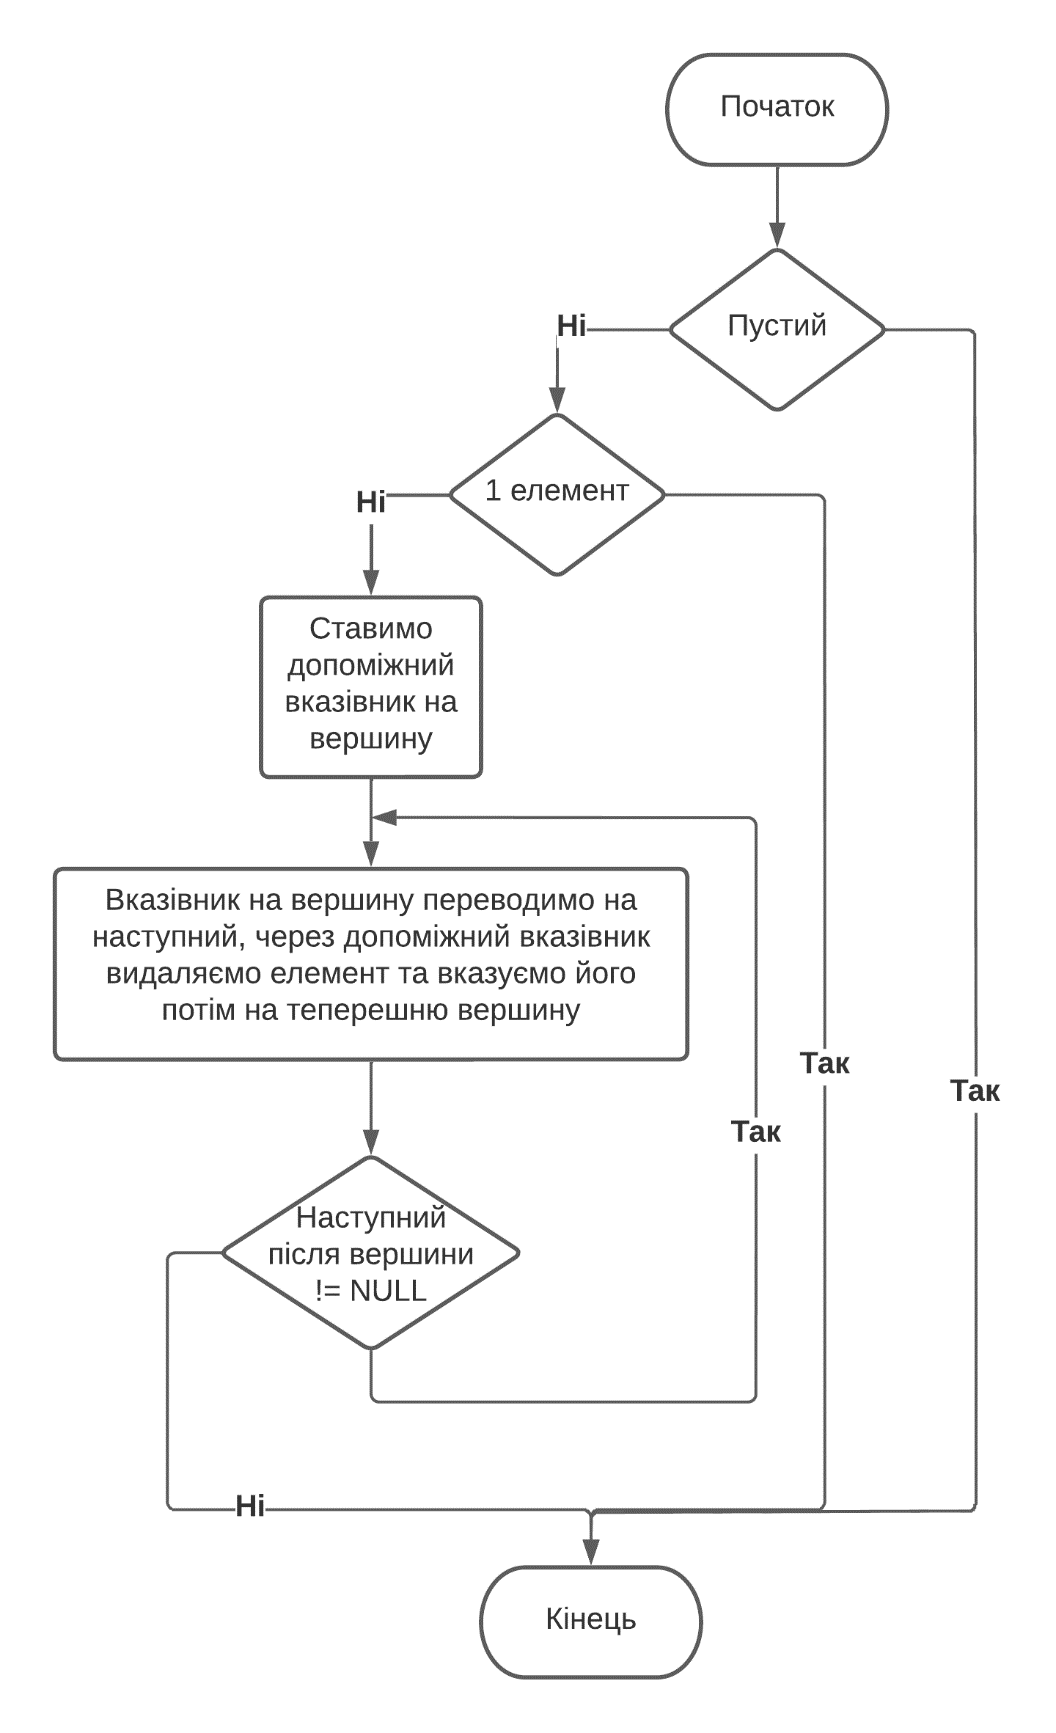 Початок
Пустий
Ні
1 елемент
Ні
Ставимо
допоміжний
вказівник на
вершину
Вказівник на вершину переводимо на
наступний, через допоміжний вказівник
видаляємо елемент та вказуємо його
потім на теперешню вершину
Так
Так
Так
Наступний
після вершини
!= NULL
Ні
Кінець